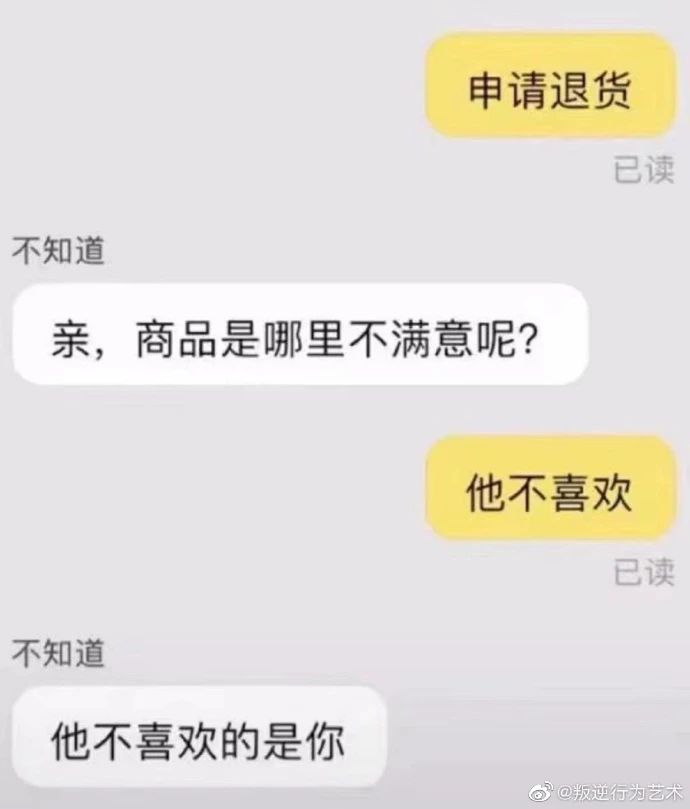 申请退货
已读
不知道
亲，商品是哪里不满意呢？
他不喜欢
已读
不知道
他不喜欢的是你
@叛逆行为艺术